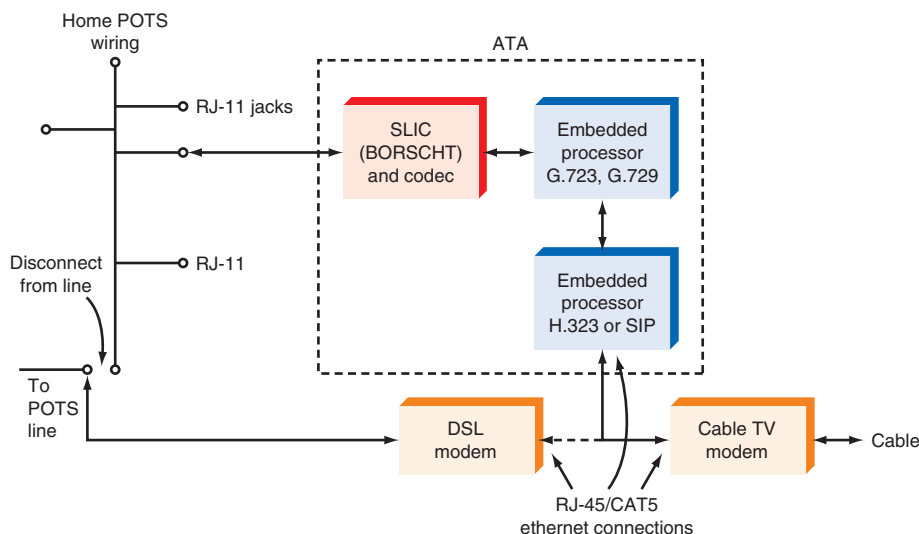 Home POTS
wiring
ATA
RJ-11 jacks
SLIC
(BORSCHT)
and codec
Embedded
processor
G.723, G.729
Disconnect
from line
RJ-11
Embedded
processor
H.323 or SIP
To
POTS
line
DSL
modem
Cable TV
modem
Cable
RJ-45/CAT5
ethernet connections